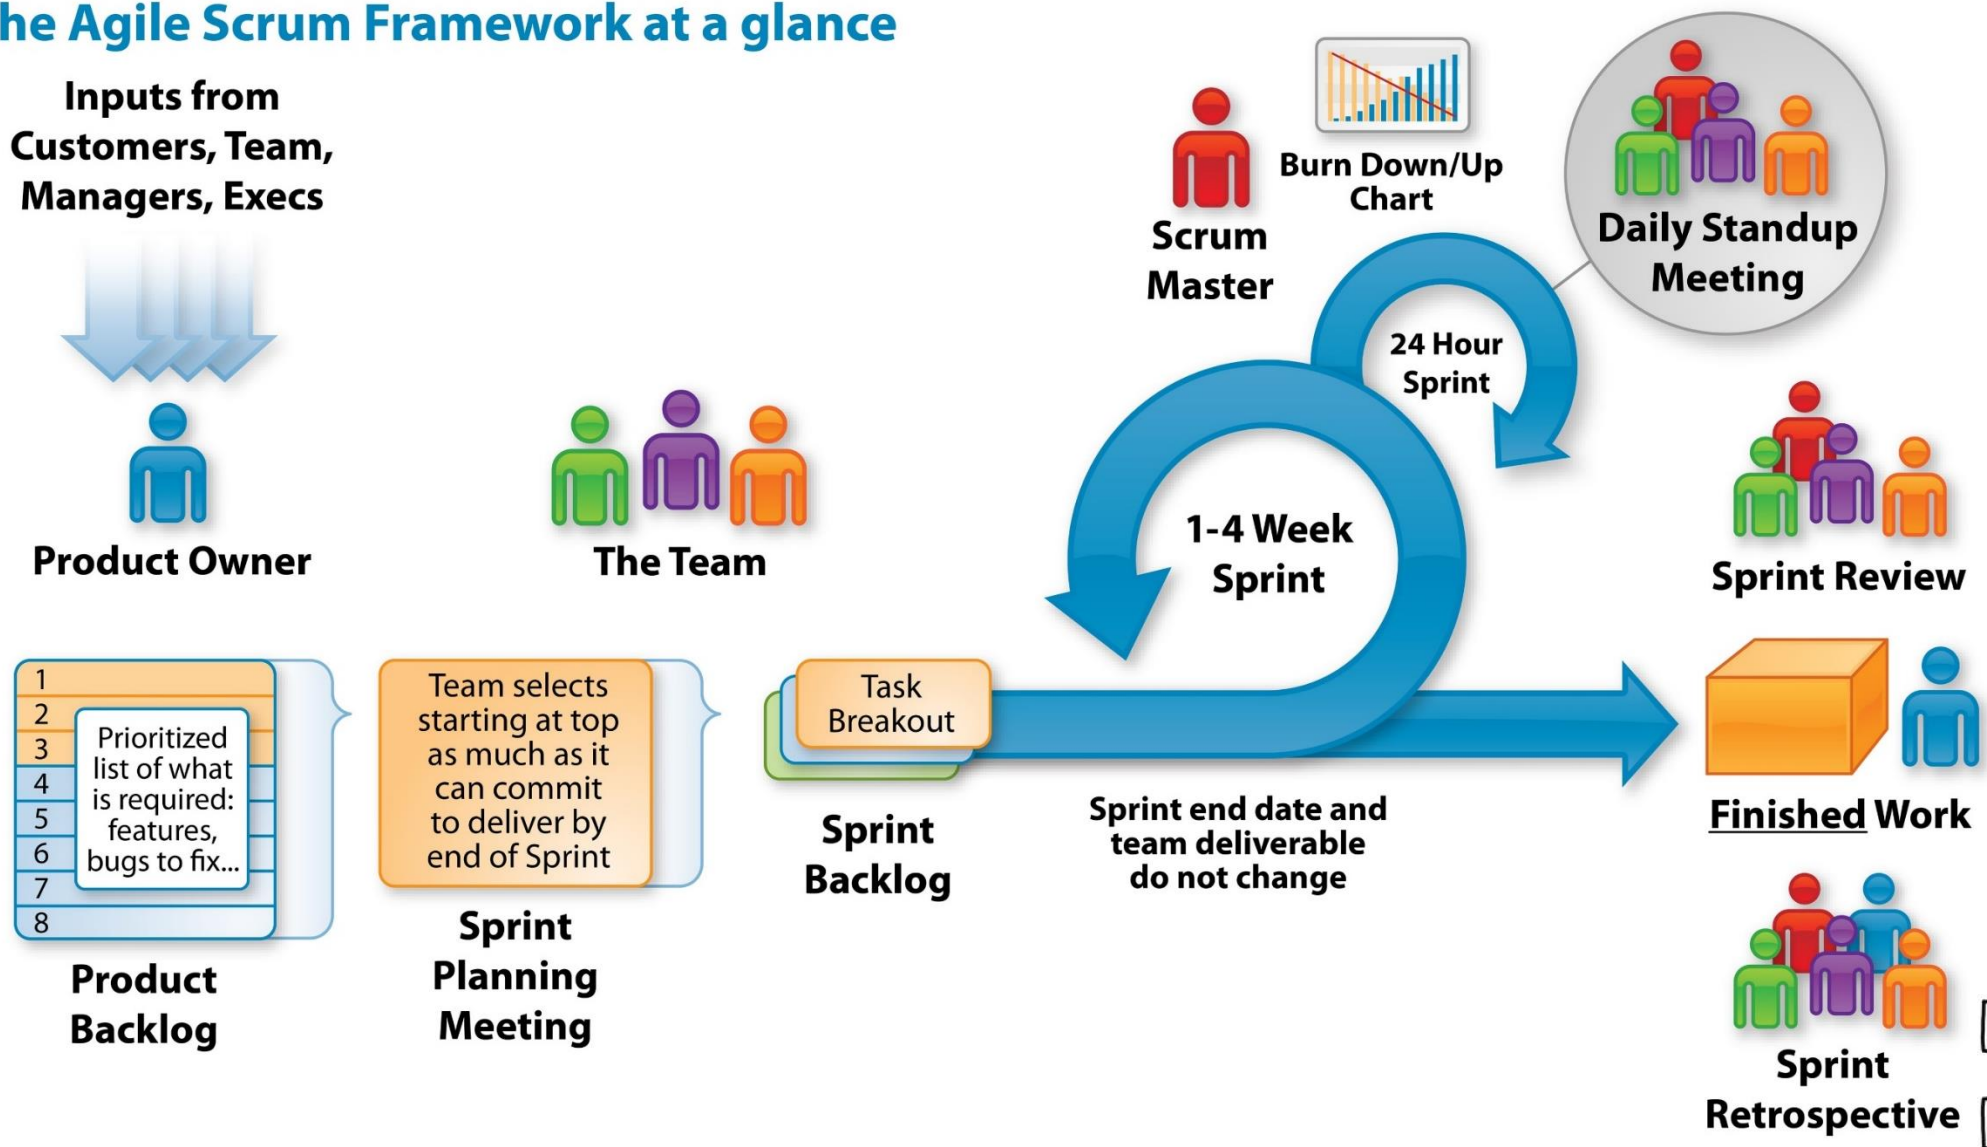 he Agile Scrum Framework at a glance
Inputs from
Customers, Team,
Managers, Execs
Product Owner
The Team
Scrum
Master
Burn Down/Up
Chart
Daily Standup
Meeting
24 Hour
Sprint
1-4 Week
Sprint
Sprint Review
1
2
3
4
5
6
7
8
Prioritized
list of what
is required:
features,
bugs to fix...
Product
Backlog
Team selects
starting at top
as much as it
can commit
to deliver by
end of Sprint
Sprint
Planning
Meeting
Task
Breakout
Sprint
Backlog
Sprint end date and
team deliverable
do not change
Finished Work
Sprint
Retrospective